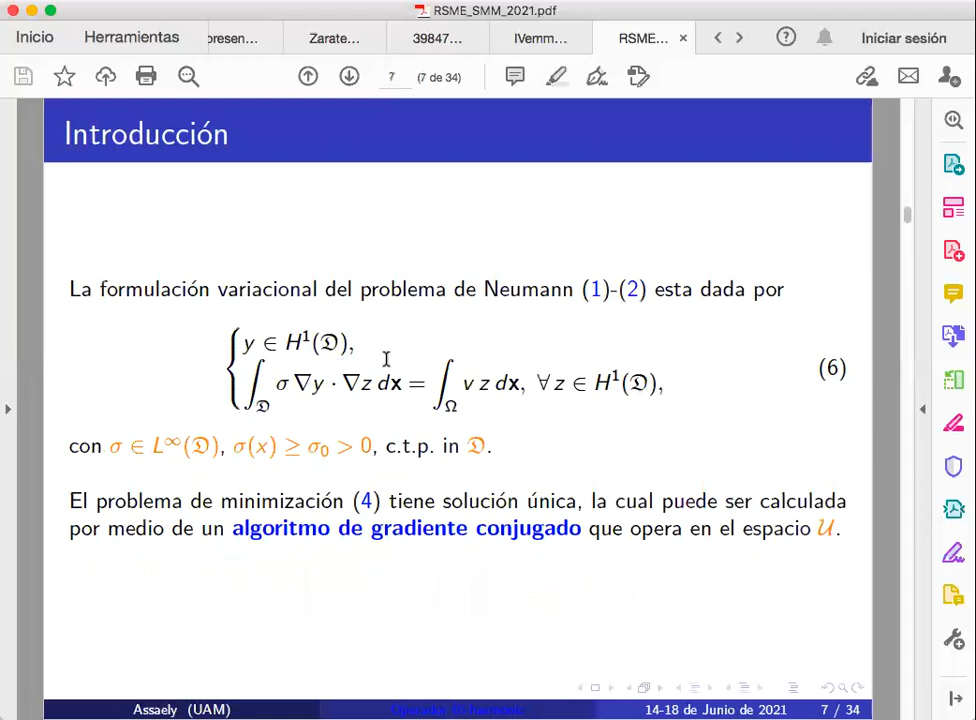 RSME_SMM_2021.pdf
Inicio Herramientas presen... Zarate... 39847... IVemm... RSME... × Iniciar sesión
7 (7 de 34)
Introducción
La formulación variacional del problema de Neumann (1)-(2) esta dada por
y ∈ H¹(𝔇),
∫_𝔇 σ ∇y · ∇z dx = ∫_Ω v z dx, ∀ z ∈ H¹(𝔇), (6)
con σ ∈ L^∞(𝔇), σ(x) ≥ σ₀ > 0, c.t.p. in 𝔇.
El problema de minimización (4) tiene solución única, la cual puede ser calculada
por medio de un algoritmo de gradiente conjugado que opera en el espacio 𝒰.
Assaely (UAM) 14-18 de Junio de 2021 7 / 34